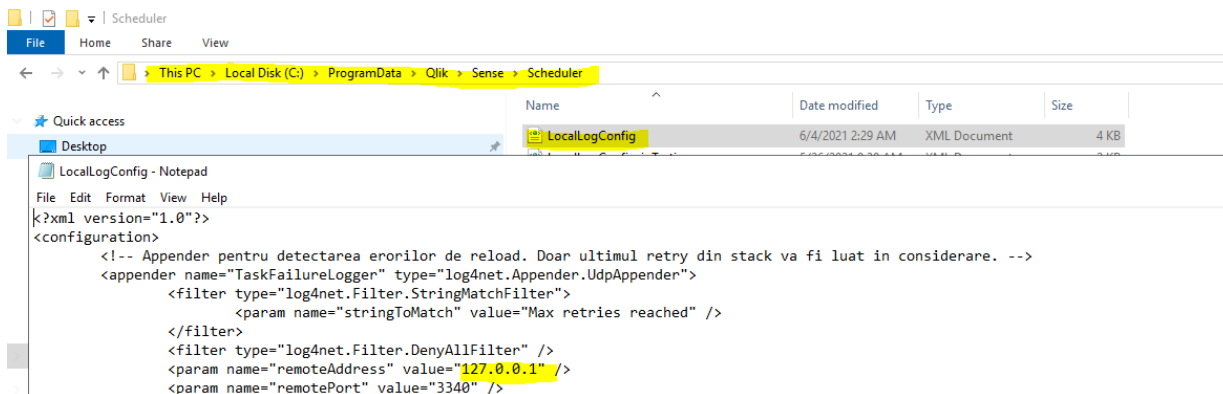 Scheduler
File Home Share View
This PC > Local Disk (C:) > ProgramData > Qlik > Sense > Scheduler
Name Date modified Type Size
Quick access
LocalLogConfig 6/4/2021 2:29 AM XML Document 4 KB
Desktop
LocalLogConfig - Notepad
File Edit Format View Help
<?xml version="1.0"?>
<configuration>
<!-- Appender pentru detectarea erorilor de reload. Doar ultimul retry din stack va fi luat in considerare. -->
<appender name="TaskFailureLogger" type="log4net.Appender.UdpAppender">
<filter type="log4net.Filter.StringMatchFilter">
<param name="stringToMatch" value="Max retries reached" />
</filter>
<filter type="log4net.Filter.DenyAllFilter" />
<param name="remoteAddress" value="127.0.0.1" />
<param name="remotePort" value="3340" />